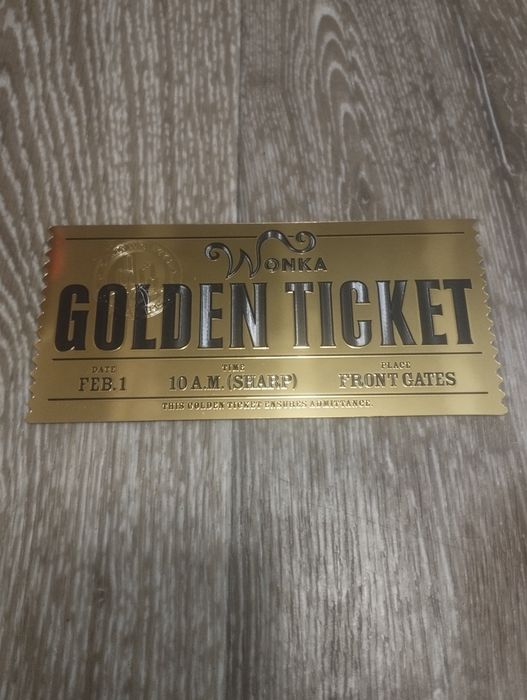 WONKA
GOLDEN TICKET
DATE TIME PLACE
FEB.1 10 A.M. (SHARP) FRONT GATES
THIS GOLDEN TICKET ENSURES ADMITTANCE.